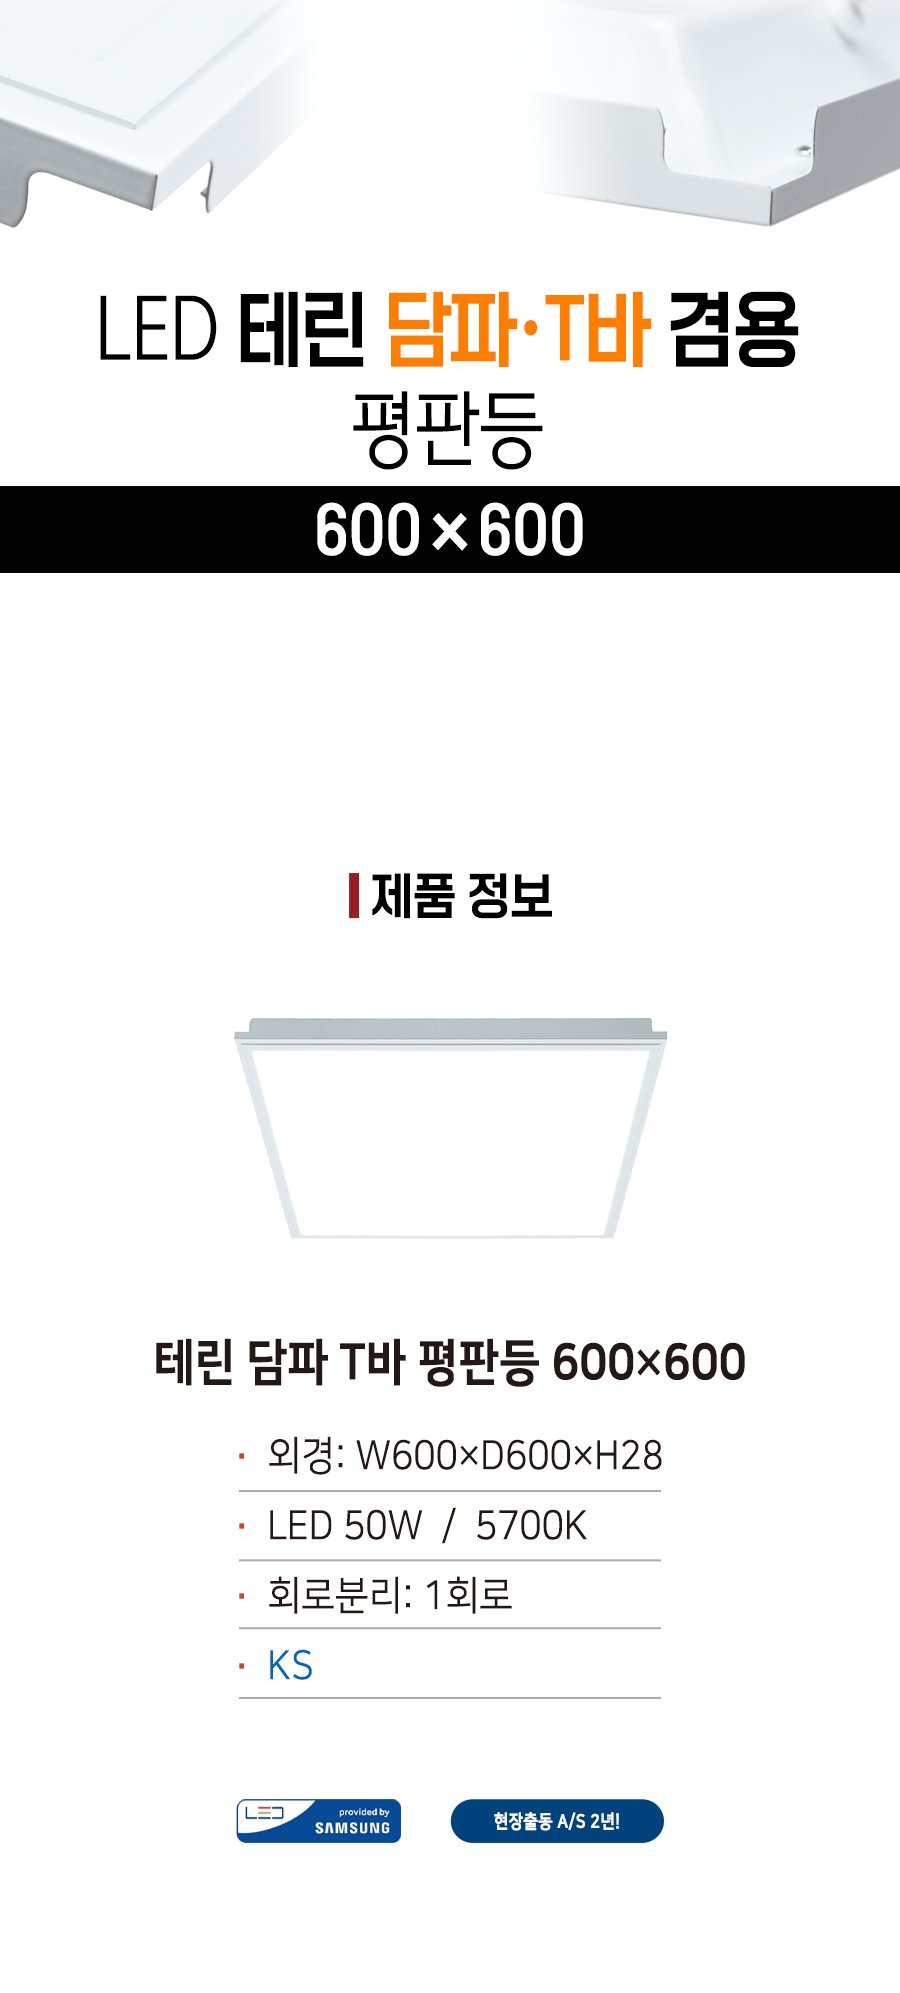 LED 테린 담파·T바 겸용
평판등
600×600
제품 정보
테린 담파 T바 평판등 600×600
· 외경: W600×D600×H28
· LED 50W / 5700K
· 회로분리: 1회로
· KS
LED provided by
SAMSUNG
현장출동 A/S 2년!